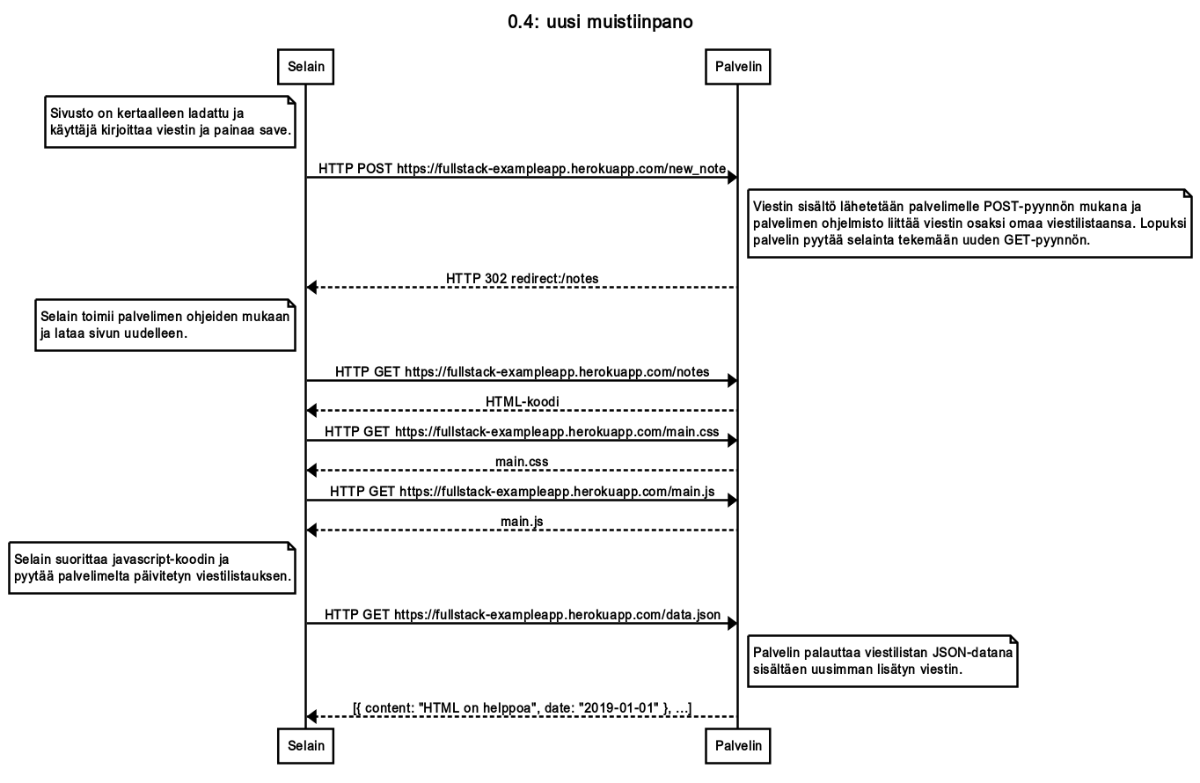 0.4: uusi muistiinpano
Selain
Palvelin
Sivusto on kertaalleen ladattu ja
käyttäjä kirjoittaa viestin ja painaa save.
HTTP POST https://fullstack-exampleapp.herokuapp.com/new_note
Viestin sisältö lähetetään palvelimelle POST-pyynnön mukana ja
palvelimen ohjelmisto liittää viestin osaksi omaa viestilistaansa. Lopuksi
palvelin pyytää selainta tekemään uuden GET-pyynnön.
HTTP 302 redirect:/notes
Selain toimii palvelimen ohjeiden mukaan
ja lataa sivun uudelleen.
HTTP GET https://fullstack-exampleapp.herokuapp.com/notes
HTML-koodi
HTTP GET https://fullstack-exampleapp.herokuapp.com/main.css
main.css
HTTP GET https://fullstack-exampleapp.herokuapp.com/main.js
main.js
Selain suorittaa javascript-koodin ja
pyytää palvelimelta päivitetyn viestilistauksen.
HTTP GET https://fullstack-exampleapp.herokuapp.com/data.json
Palvelin palauttaa viestilistan JSON-datana
sisältäen uusimman lisätyn viestin.
[{ content: "HTML on helppoa", date: "2019-01-01" }, ...]
Selain
Palvelin